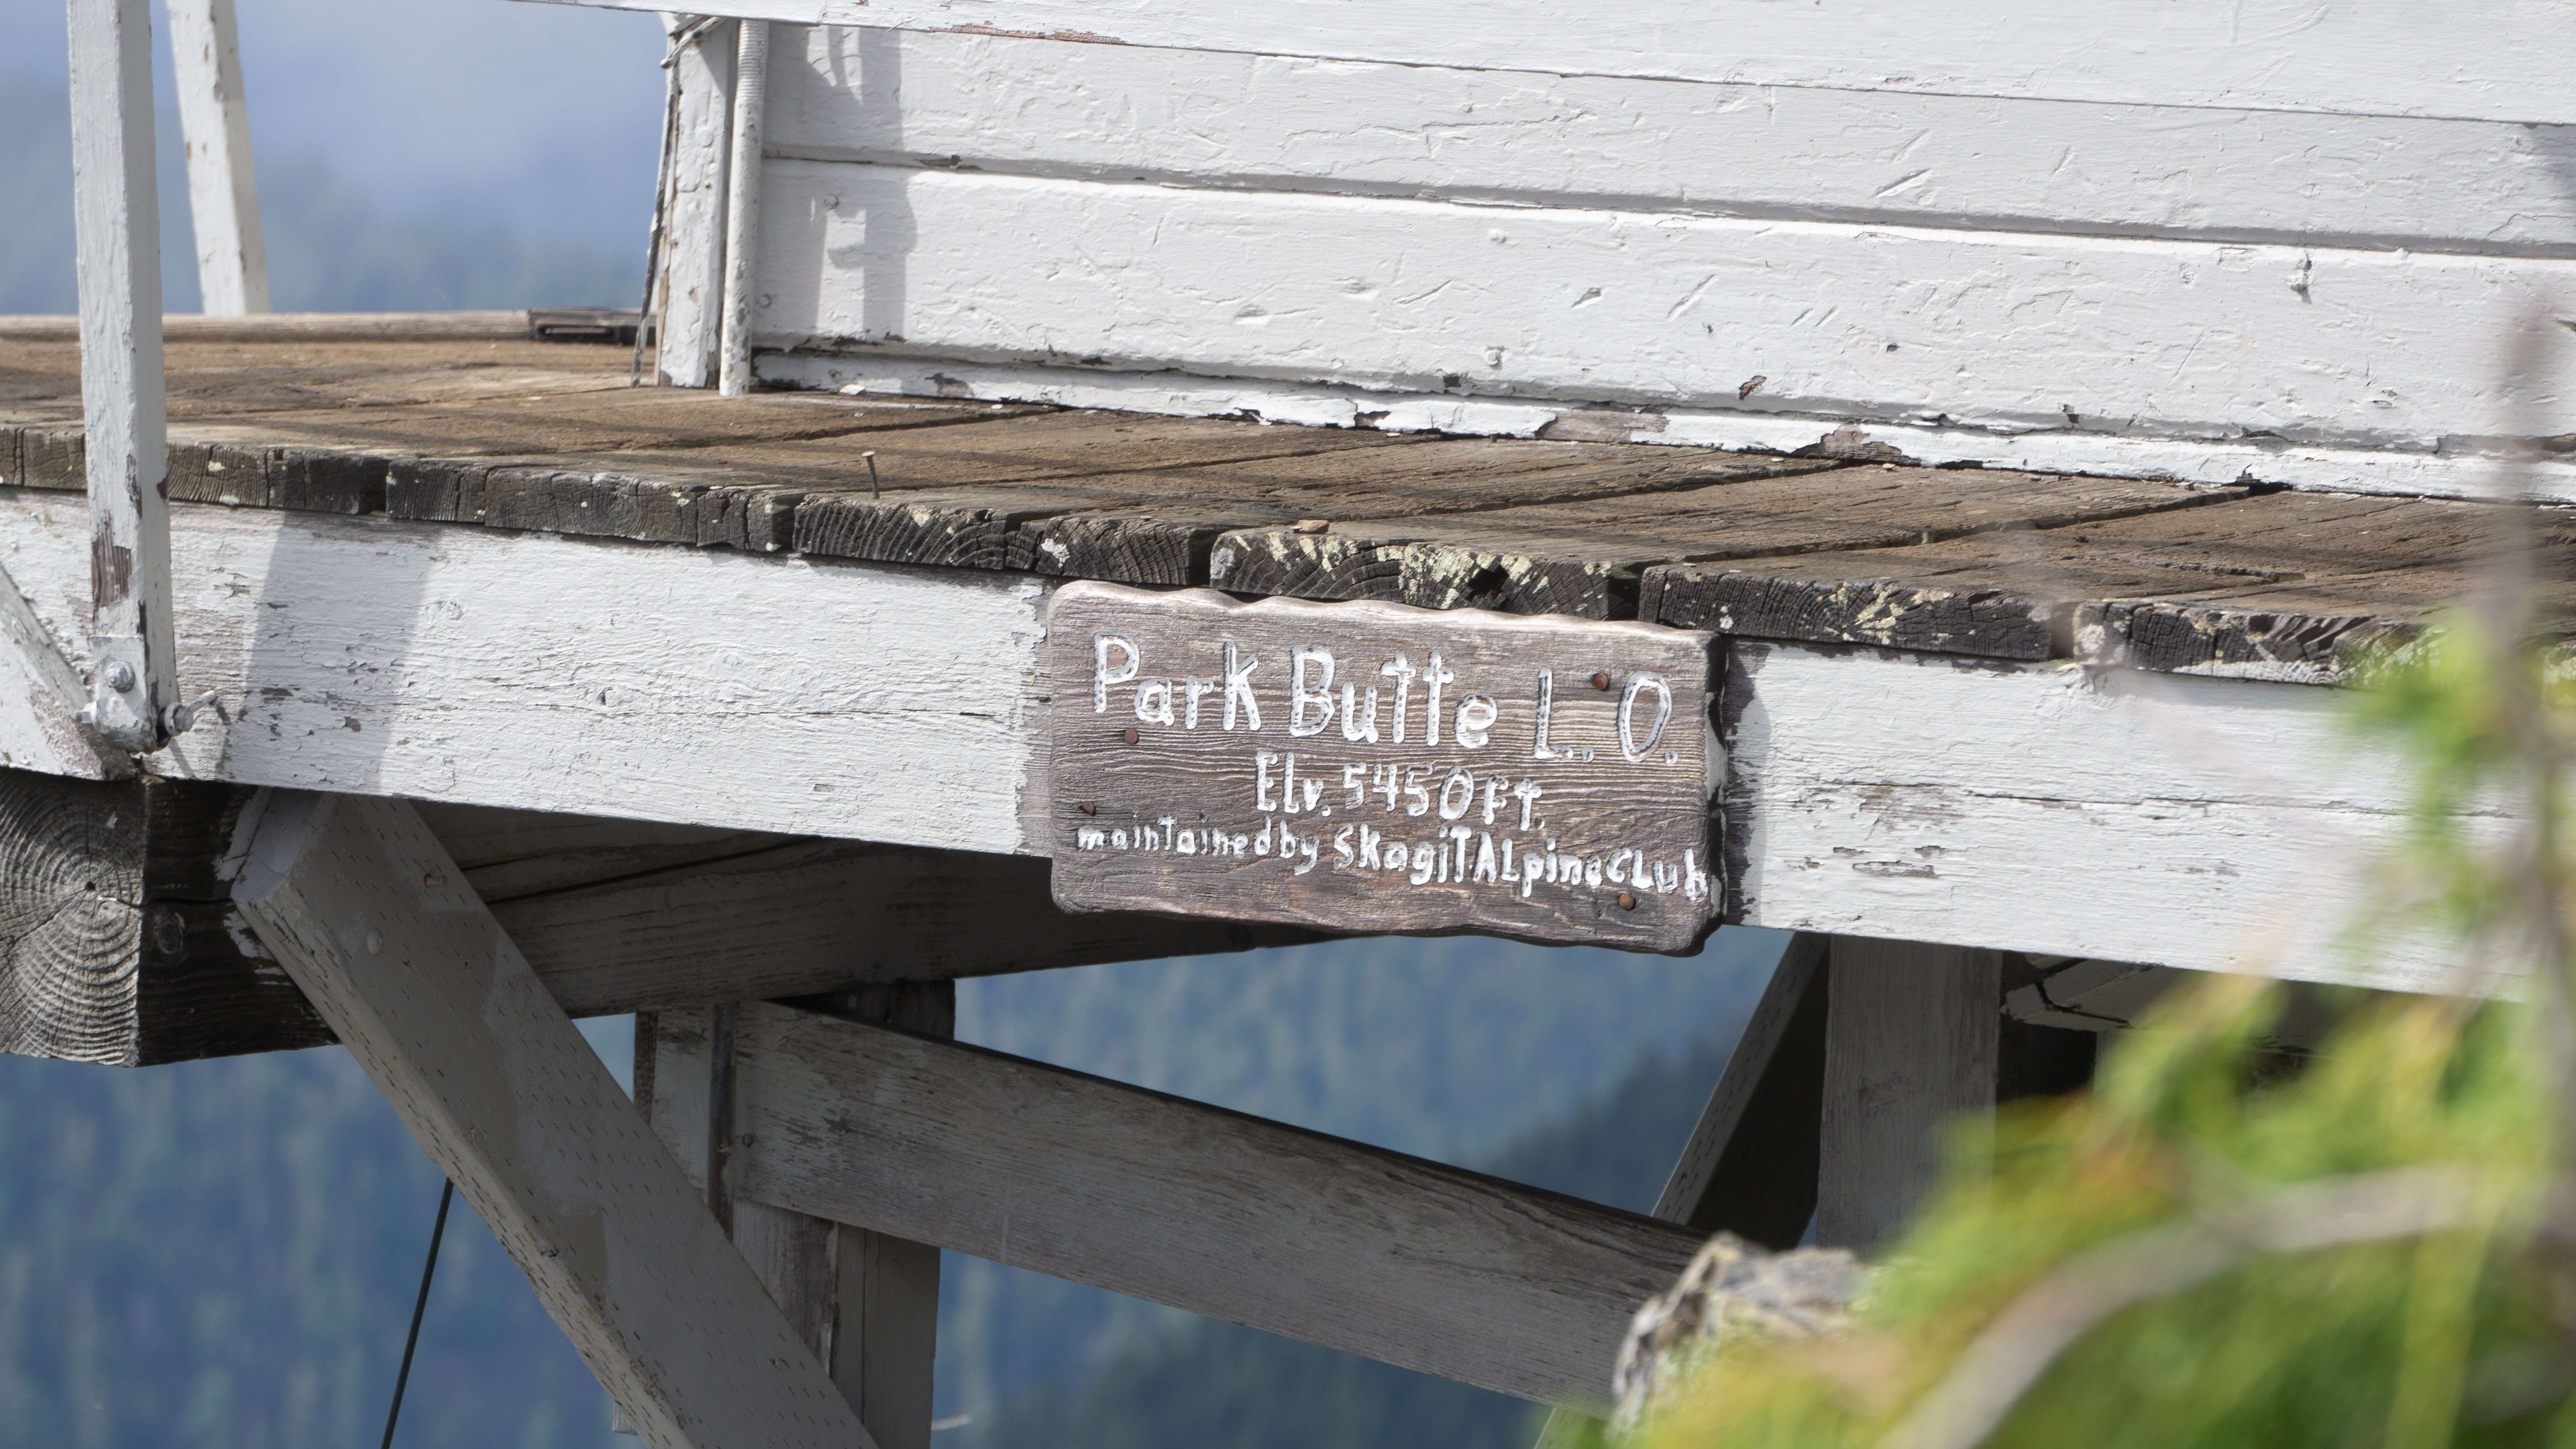 Park Butte L.O.
Elv. 5450 Ft.
maintained by SkagiT ALpine CLub